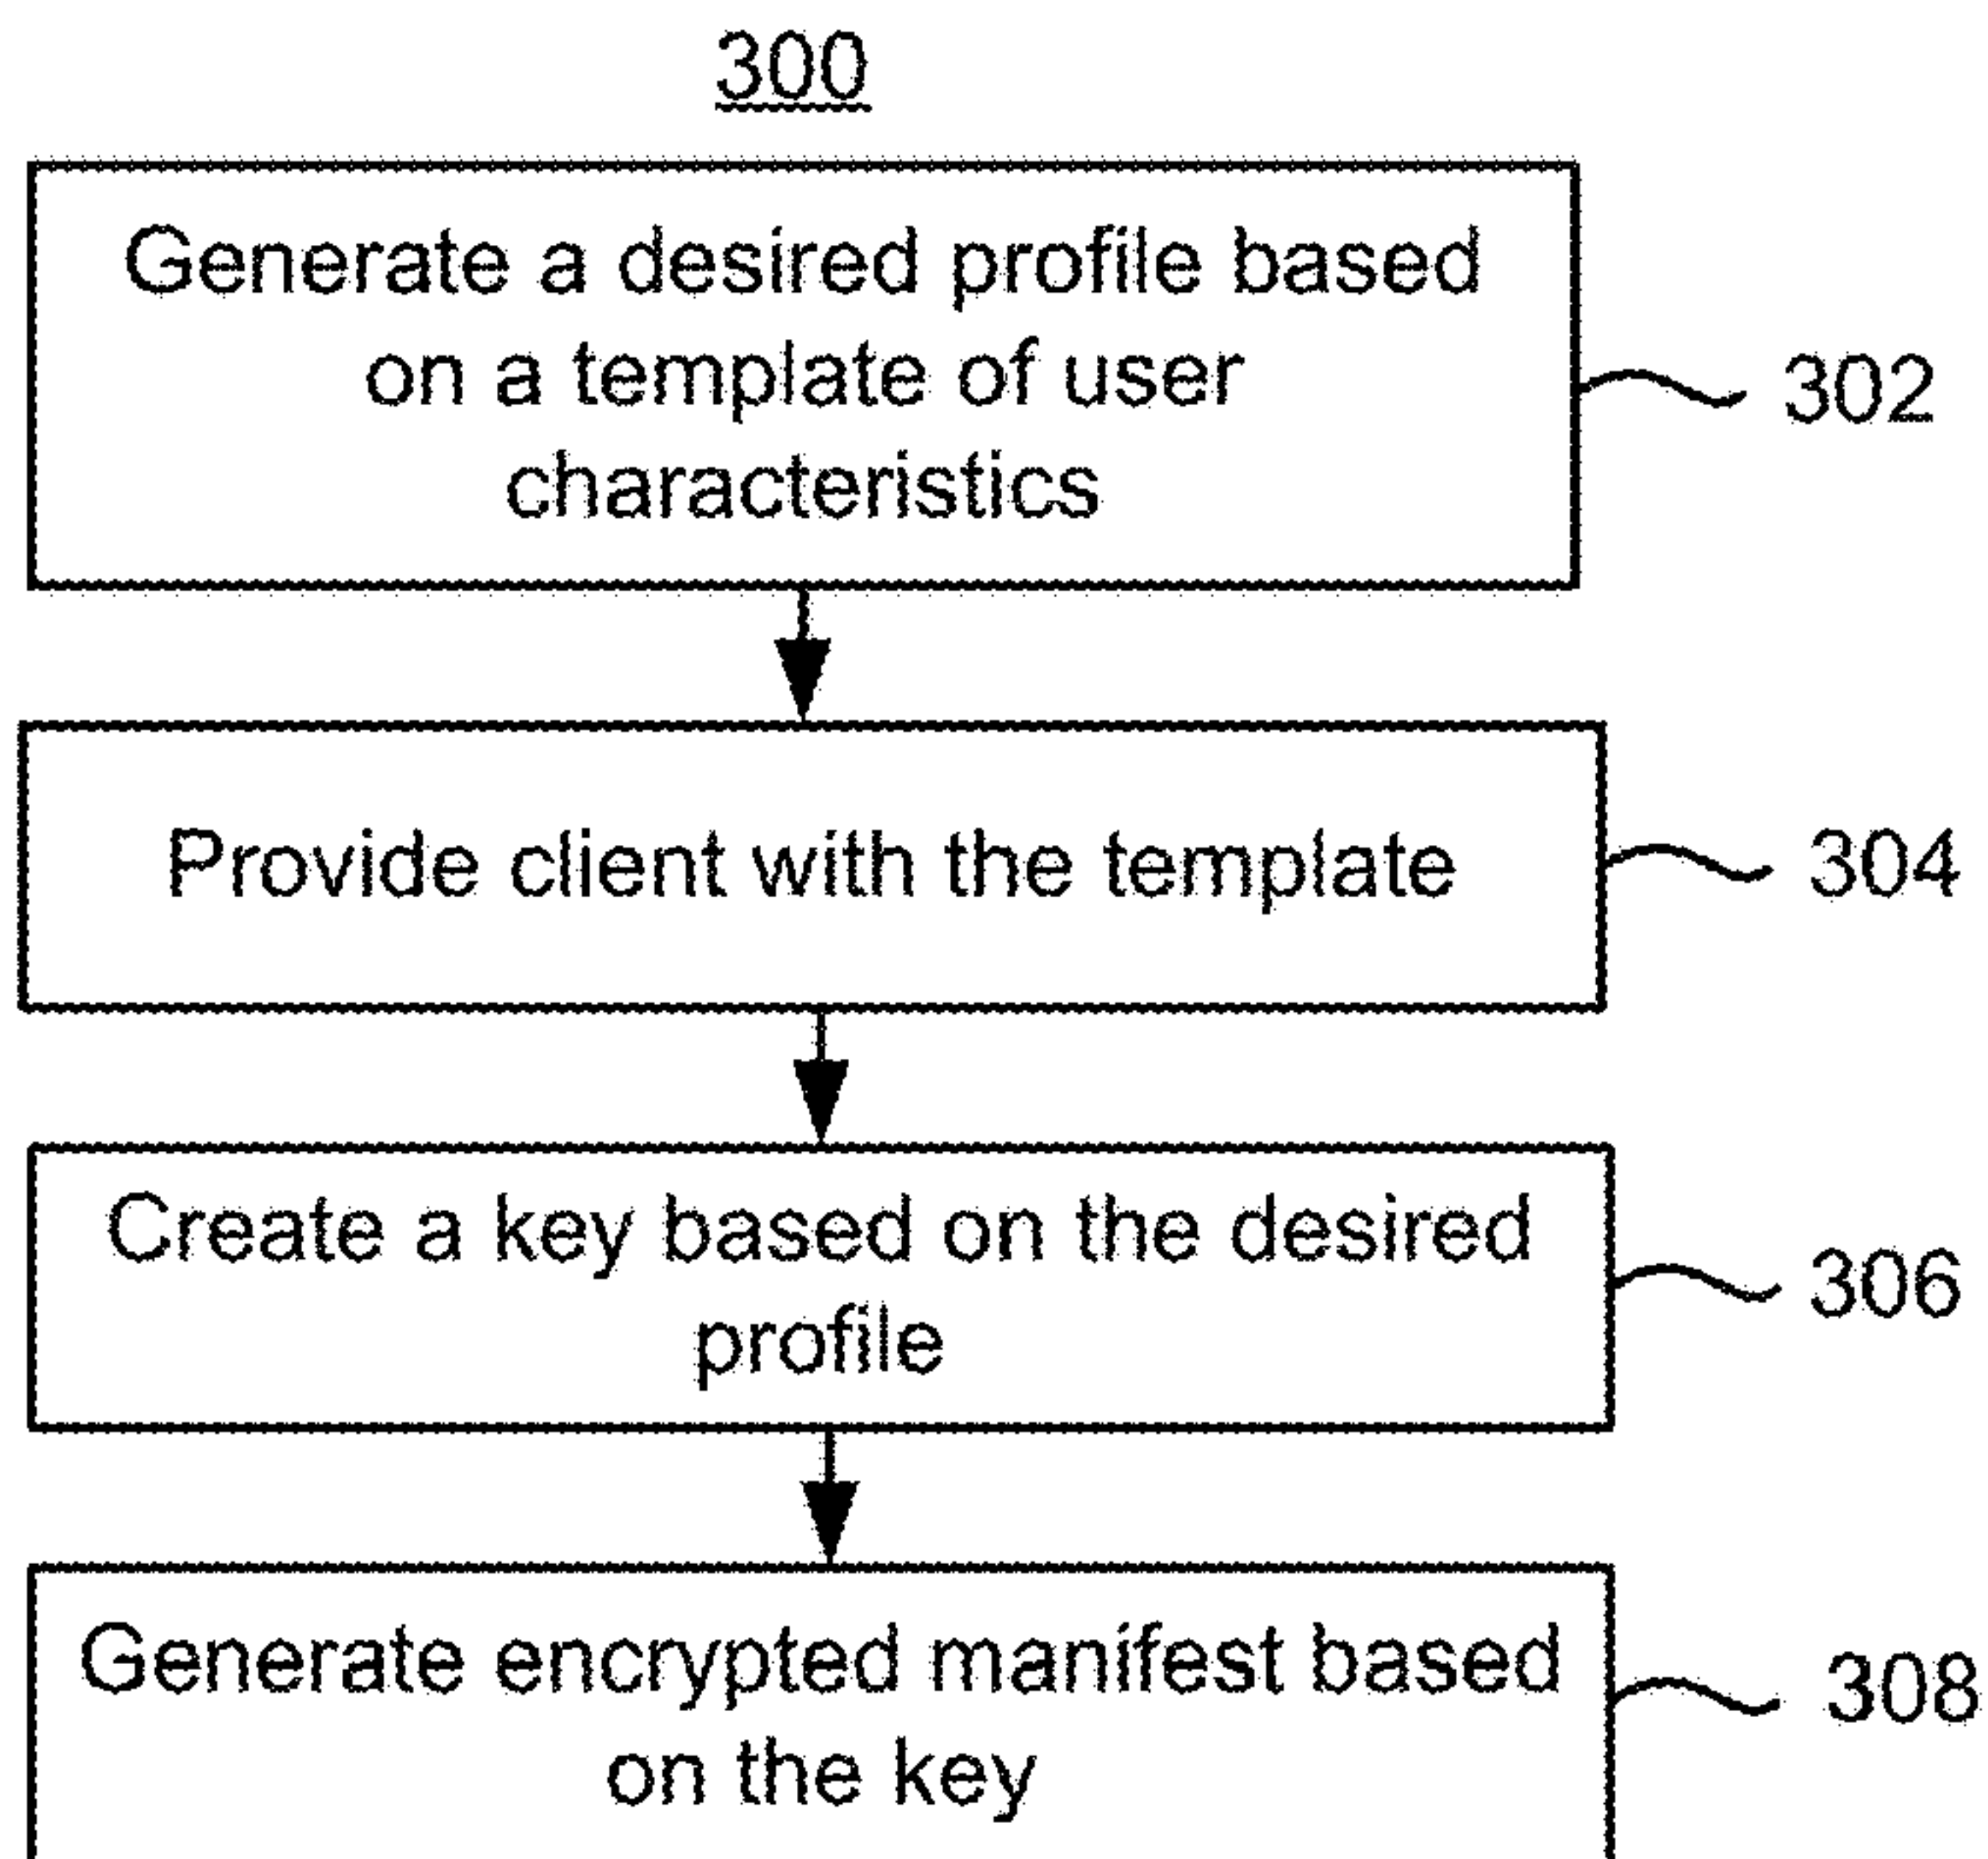 300
Generate a desired profile based
on a template of user
characteristics
302
Provide client with the template
304
Create a key based on the desired
profile
306
Generate encrypted manifest based
on the key
308